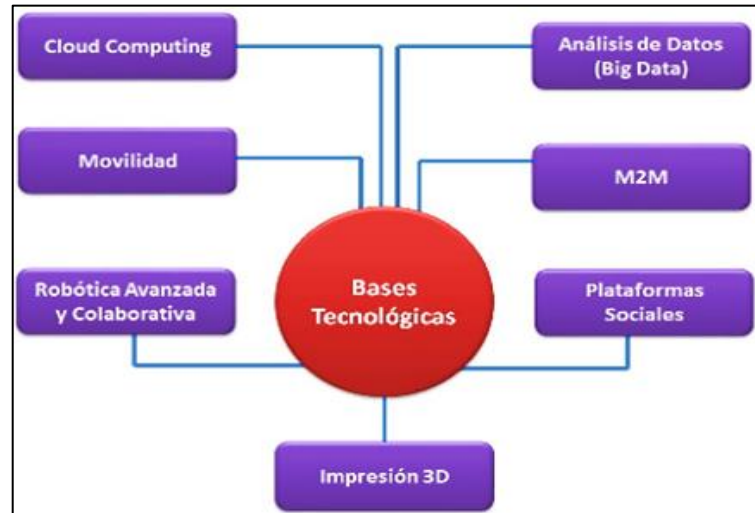 Cloud Computing
Análisis de Datos
(Big Data)
Movilidad
M2M
Bases
Tecnológicas
Robótica Avanzada
y Colaborativa
Plataformas
Sociales
Impresión 3D